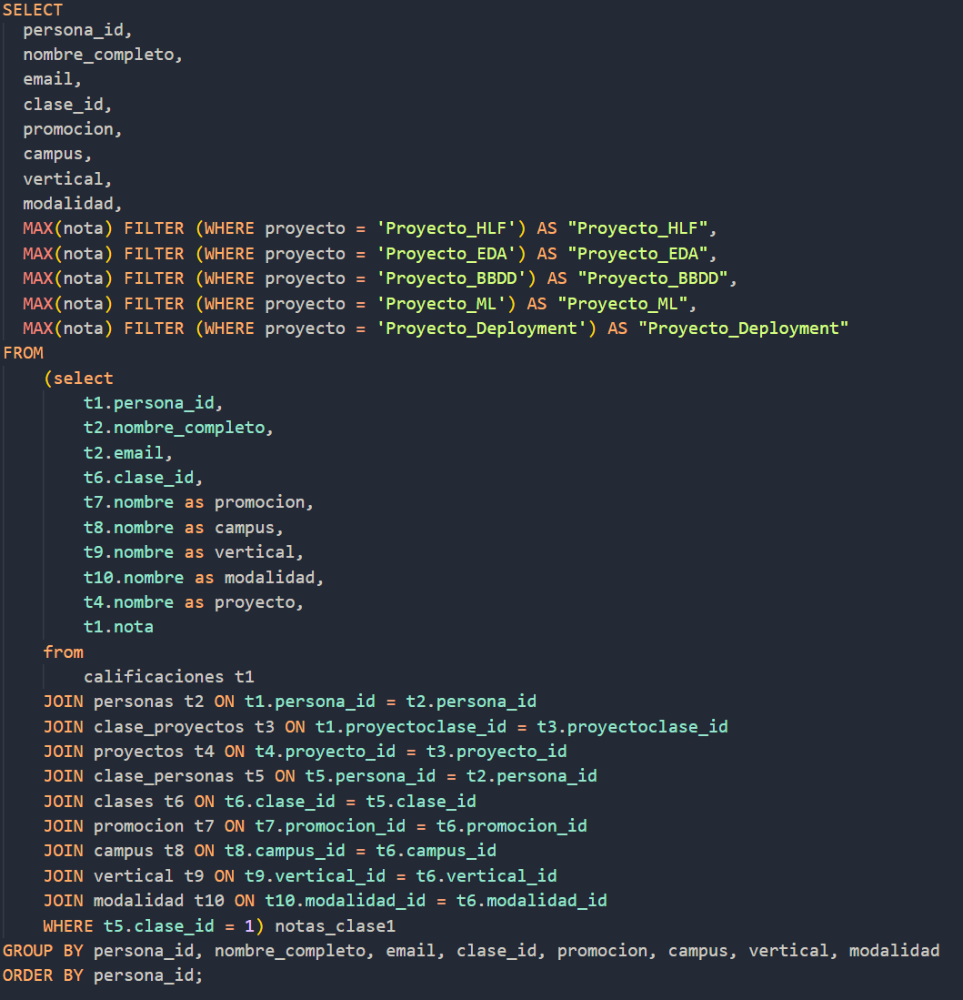 SELECT
persona_id,
nombre_completo,
email,
clase_id,
promocion,
campus,
vertical,
modalidad,
MAX(nota) FILTER (WHERE proyecto = 'Proyecto_HLF') AS "Proyecto_HLF",
MAX(nota) FILTER (WHERE proyecto = 'Proyecto_EDA') AS "Proyecto_EDA",
MAX(nota) FILTER (WHERE proyecto = 'Proyecto_BBDD') AS "Proyecto_BBDD",
MAX(nota) FILTER (WHERE proyecto = 'Proyecto_ML') AS "Proyecto_ML",
MAX(nota) FILTER (WHERE proyecto = 'Proyecto_Deployment') AS "Proyecto_Deployment"
FROM
(select
t1.persona_id,
t2.nombre_completo,
t2.email,
t6.clase_id,
t7.nombre as promocion,
t8.nombre as campus,
t9.nombre as vertical,
t10.nombre as modalidad,
t4.nombre as proyecto,
t1.nota
from
calificaciones t1
JOIN personas t2 ON t1.persona_id = t2.persona_id
JOIN clase_proyectos t3 ON t1.proyectoclase_id = t3.proyectoclase_id
JOIN proyectos t4 ON t4.proyecto_id = t3.proyecto_id
JOIN clase_personas t5 ON t5.persona_id = t2.persona_id
JOIN clases t6 ON t6.clase_id = t5.clase_id
JOIN promocion t7 ON t7.promocion_id = t6.promocion_id
JOIN campus t8 ON t8.campus_id = t6.campus_id
JOIN vertical t9 ON t9.vertical_id = t6.vertical_id
JOIN modalidad t10 ON t10.modalidad_id = t6.modalidad_id
WHERE t5.clase_id = 1) notas_clase1
GROUP BY persona_id, nombre_completo, email, clase_id, promocion, campus, vertical, modalidad
ORDER BY persona_id;